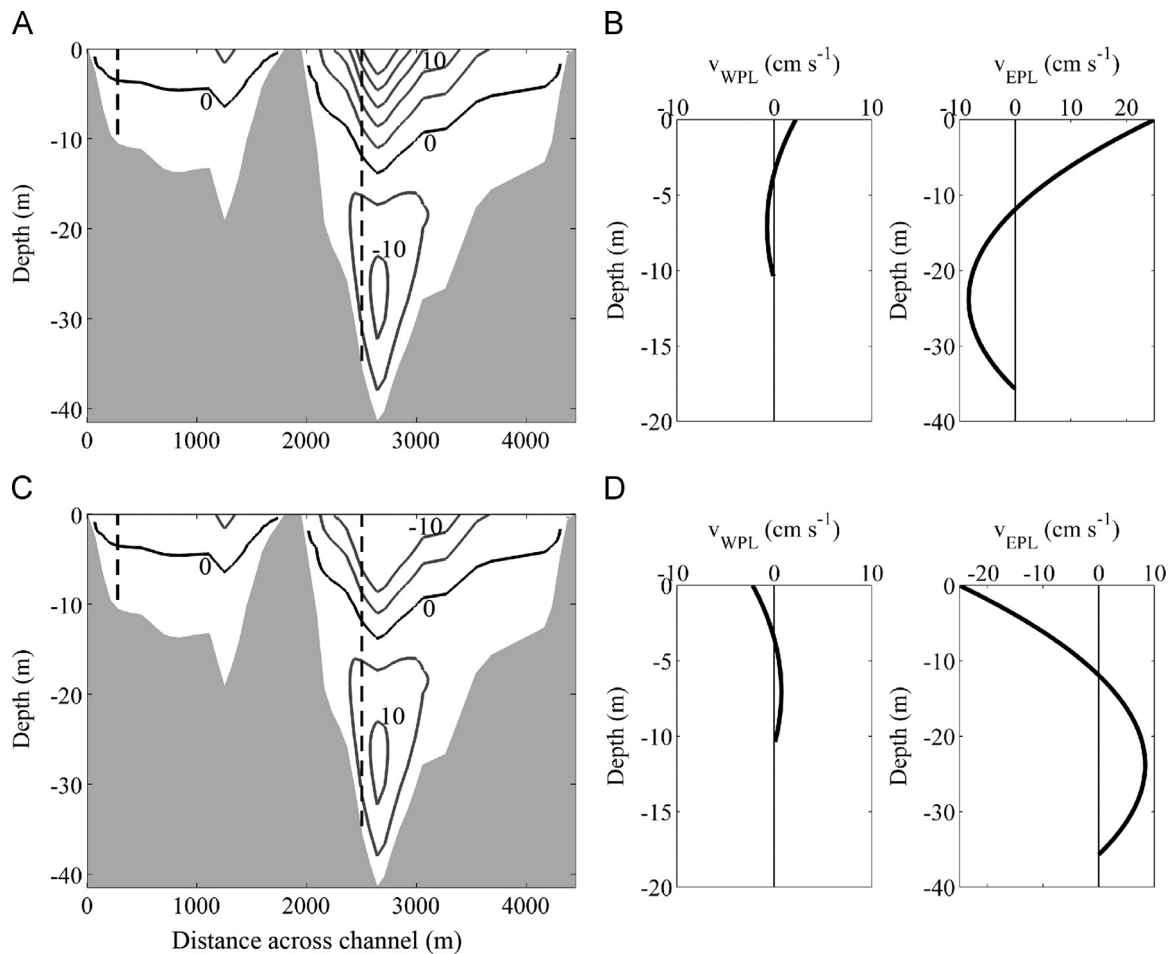 A
0
-10
-20
-30
-40
Depth (m)
0
10
0
-10
0 1000 2000 3000 4000
B
v_WPL (cm s^-1)
-10 0 10
0
-5
-10
-15
-20
Depth (m)
v_EPL (cm s^-1)
-10 0 10 20
0
-10
-20
-30
-40
Depth (m)
C
0
-10
-20
-30
-40
Depth (m)
0
-10
0
10
0 1000 2000 3000 4000
Distance across channel (m)
D
v_WPL (cm s^-1)
-10 0 10
0
-5
-10
-15
-20
Depth (m)
v_EPL (cm s^-1)
-20 -10 0 10
0
-10
-20
-30
-40
Depth (m)